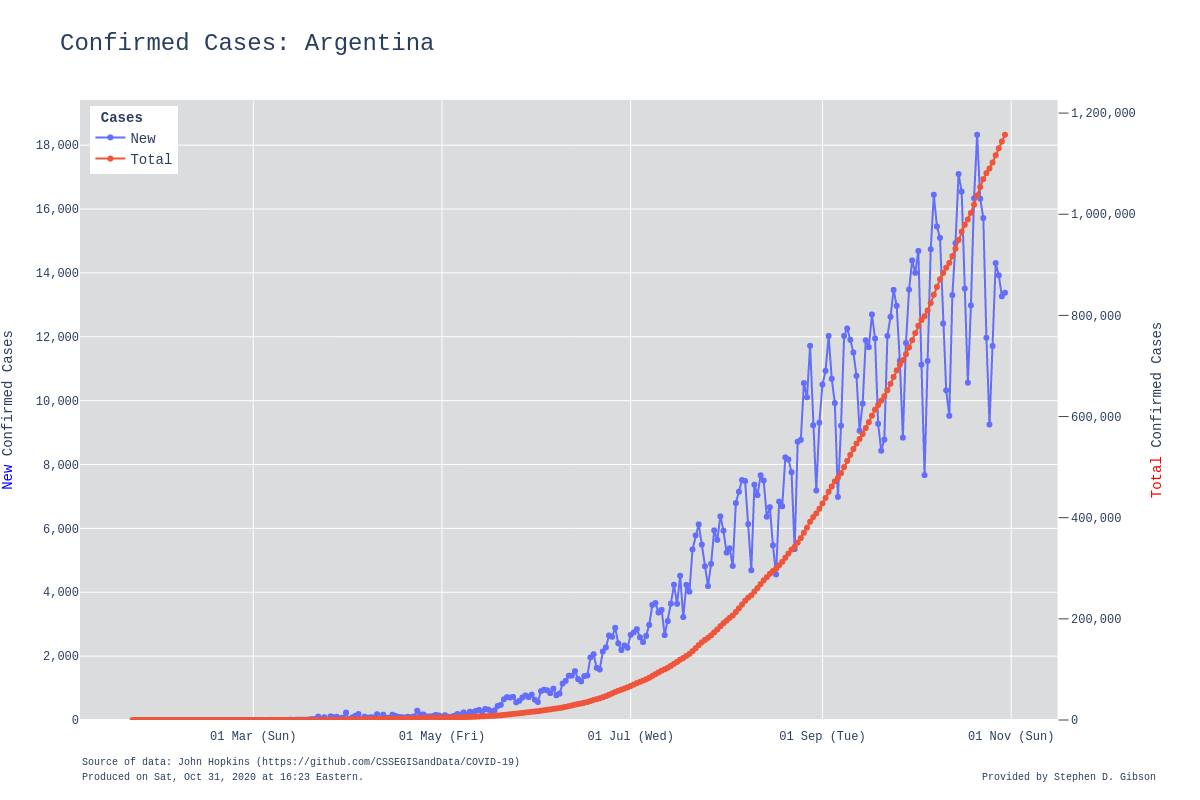 Confirmed Cases: Argentina
Cases
New
Total
18,000
16,000
14,000
12,000
10,000
8,000
6,000
4,000
2,000
0
New Confirmed Cases
1,200,000
1,000,000
800,000
600,000
400,000
200,000
0
Total Confirmed Cases
01 Mar (Sun)
01 May (Fri)
01 Jul (Wed)
01 Sep (Tue)
01 Nov (Sun)
Source of data: John Hopkins (https://github.com/CSSEGISandData/COVID-19)
Produced on Sat, Oct 31, 2020 at 16:23 Eastern.
Provided by Stephen D. Gibson